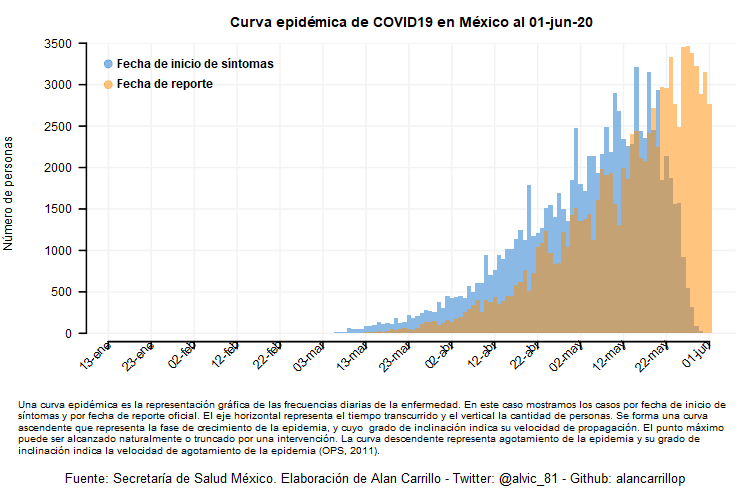 Curva epidémica de COVID19 en México al 01-jun-20
Fecha de inicio de síntomas
Fecha de reporte
Número de personas
3500
3000
2500
2000
1500
1000
500
0
13-ene
23-ene
02-feb
12-feb
22-feb
03-mar
13-mar
23-mar
02-abr
12-abr
22-abr
02-may
12-may
22-may
01-jun
Una curva epidémica es la representación gráfica de las frecuencias diarias de la enfermedad. En este caso mostramos los casos por fecha de inicio de
síntomas y por fecha de reporte oficial. El eje horizontal representa el tiempo transcurrido y el vertical la cantidad de personas. Se forma una curva
ascendente que representa la fase de crecimiento de la epidemia, y cuyo grado de inclinación indica su velocidad de propagación. El punto máximo
puede ser alcanzado naturalmente o truncado por una intervención. La curva descendente representa agotamiento de la epidemia y su grado de
inclinación indica la velocidad de agotamiento de la epidemia (OPS, 2011).
Fuente: Secretaría de Salud México. Elaboración de Alan Carrillo - Twitter: @alvic_81 - Github: alancarrillop